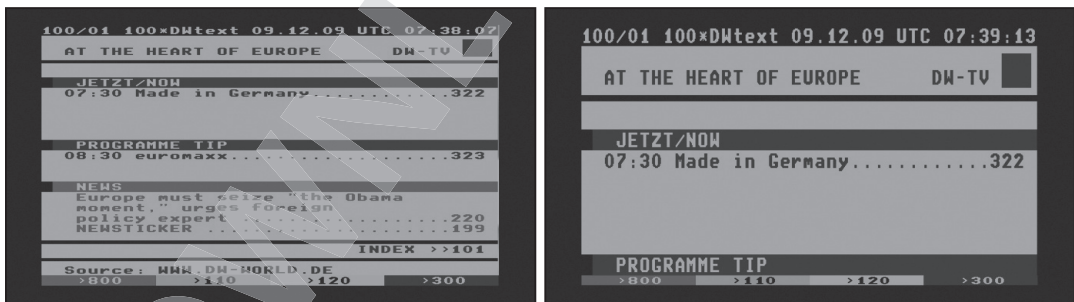 100/01 100*DWtext 09.12.09 UTC 07:38:07
AT THE HEART OF EUROPE DW-TV
JETZT/NOW
07:30 Made in Germany............322
PROGRAMME TIP
08:30 euromaxx...................323
NEWS
Europe must seize "the Obama
moment," urges foreign
policy expert ...................220
NEWSTICKER ......................199
INDEX >>101
Source: WWW.DW-WORLD.DE
>800 >110 >120 >300
100/01 100*DWtext 09.12.09 UTC 07:39:13
AT THE HEART OF EUROPE DW-TV
JETZT/NOW
07:30 Made in Germany............322
PROGRAMME TIP
>800 >110 >120 >300